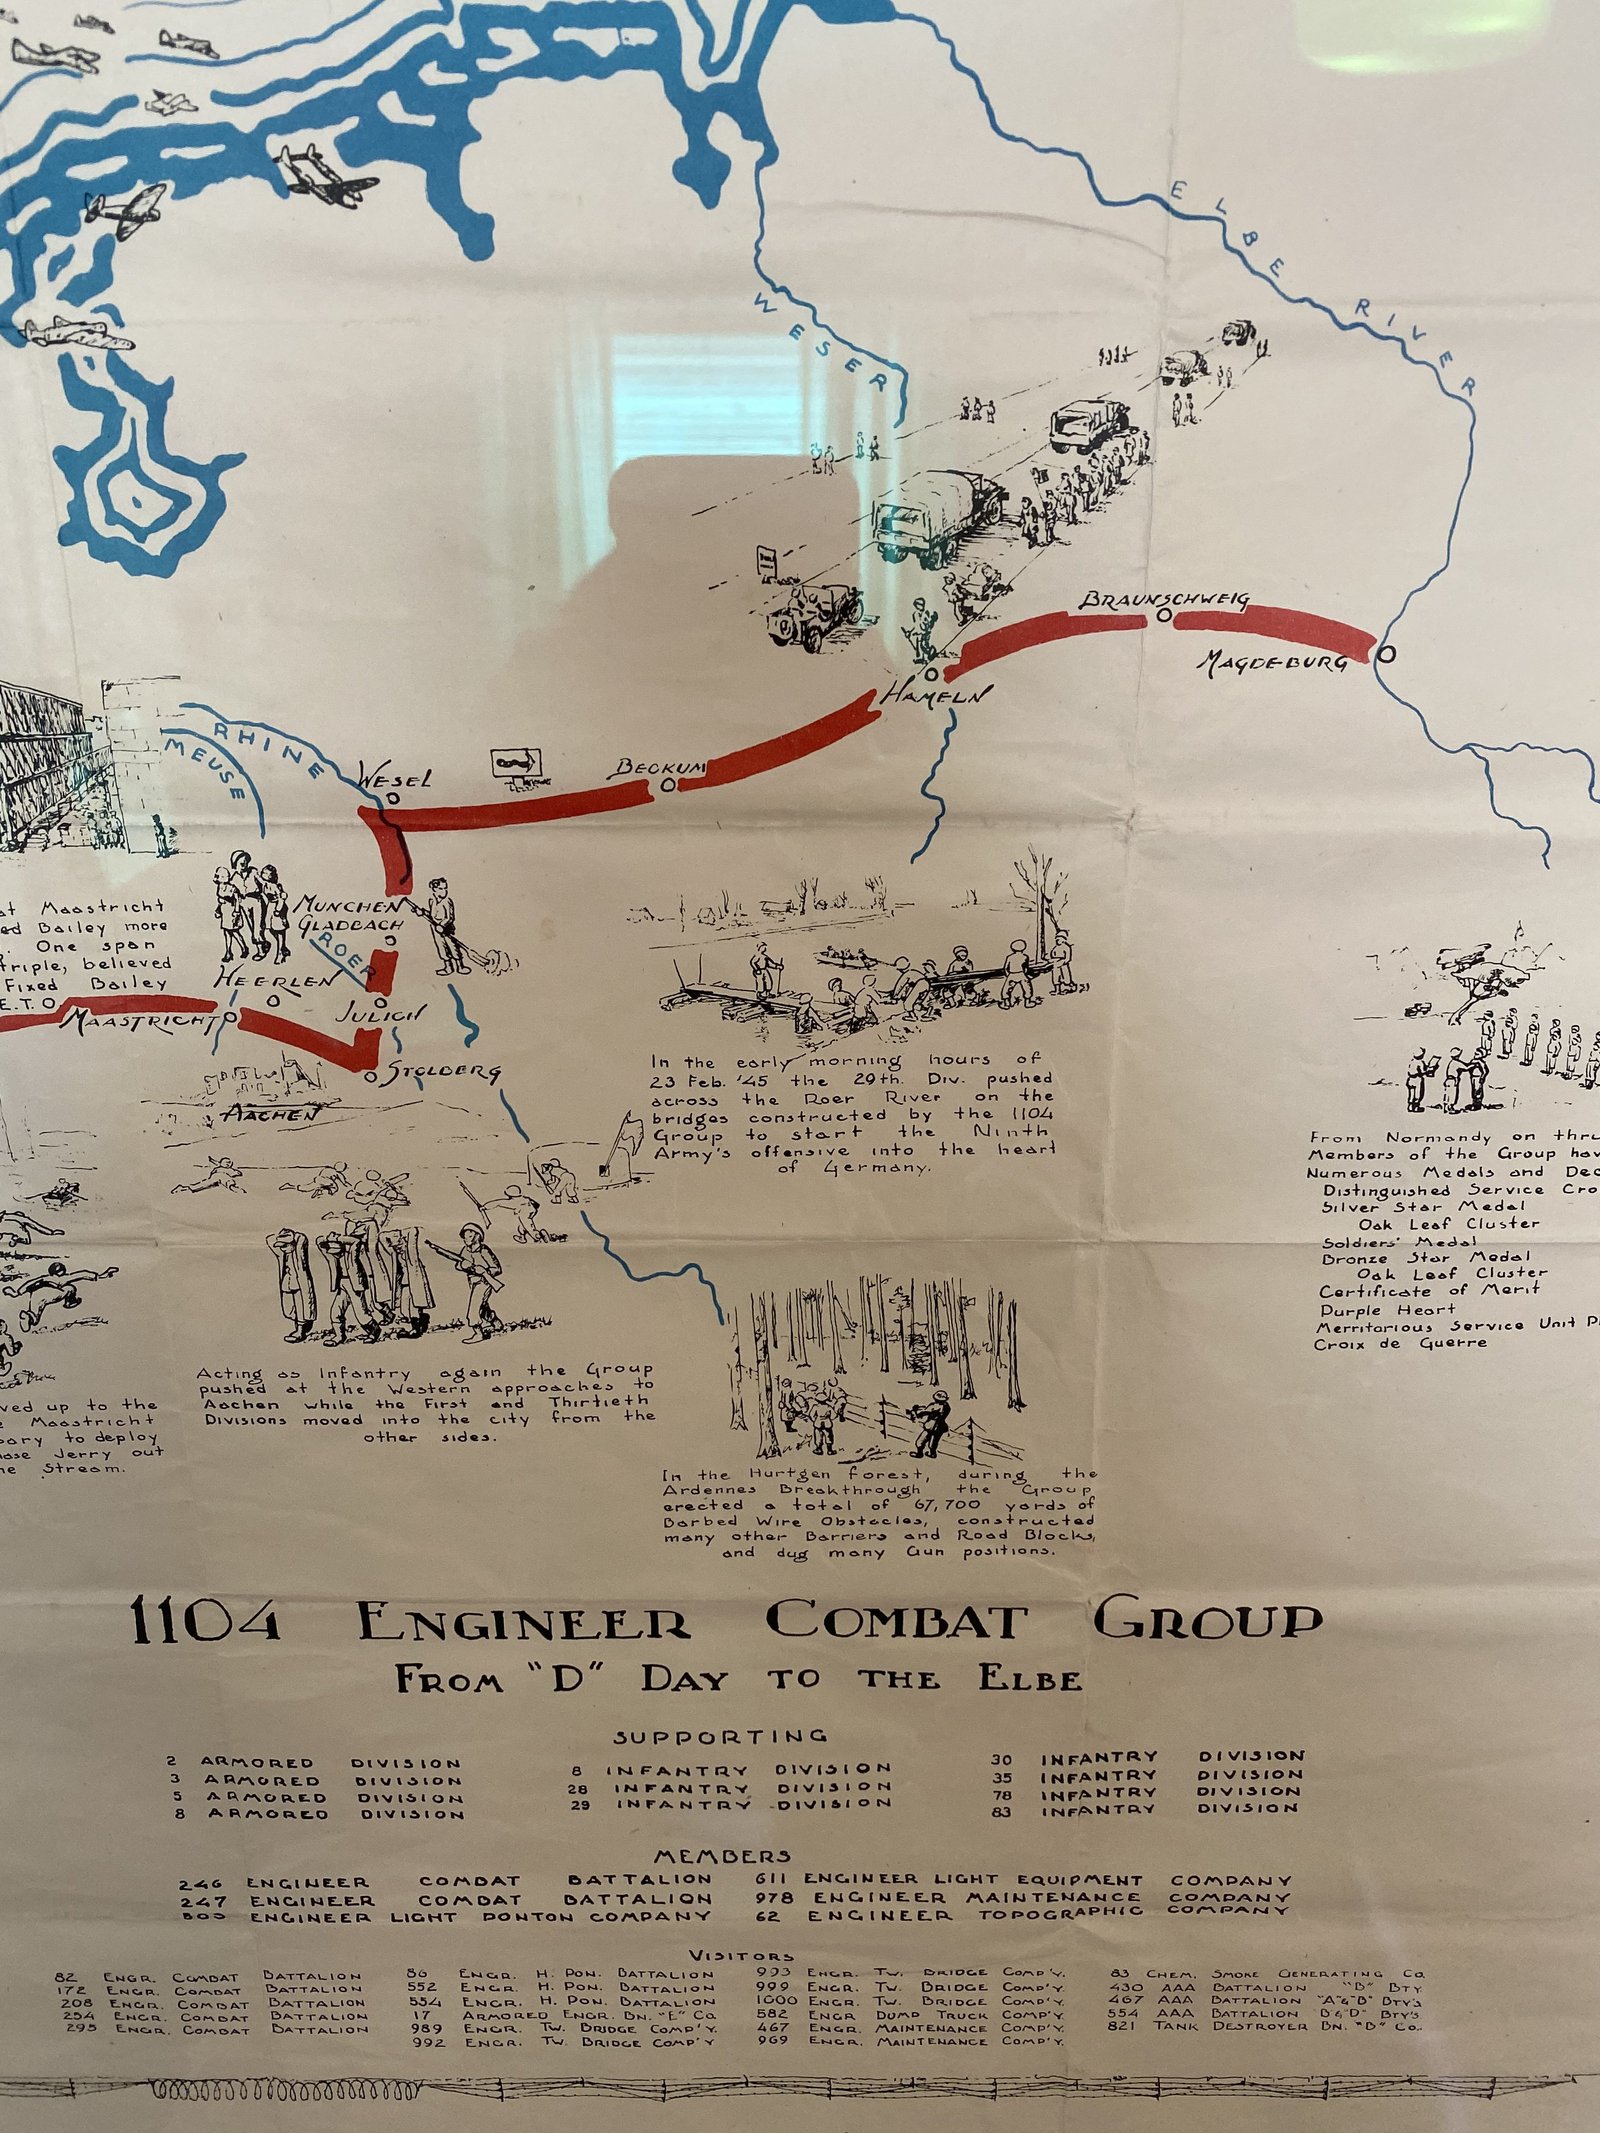 ELBE RIVER
WESER
BRAUNSCHWEIG
MAGDEBURG
HAMELN
RHINE
MEUSE
WESEL
BECKUM
MUNCHEN
GLADBACH
ROER
HEERLEN
JULICH
MAASTRICHT
STOLBERG
AACHEN
at Maastricht
ed Bailey more
One span
triple, believed
Fixed Bailey
E.T.O
In the early morning hours of
23 Feb. '45 the 29th. Div. pushed
across the Roer River on the
bridges constructed by the 1104
Group to start the Ninth
Army's offensive into the heart
of Germany.
From Normandy on thru
Members of the Group hav
Numerous Medals and Dec
Distinguished Service Cro
Silver Star Medal
Oak Leaf Cluster
Soldiers' Medal
Bronze Star Medal
Oak Leaf Cluster
Certificate of Merit
Purple Heart
Merritorious Service Unit Pl
Croix de Guerre
ved up to the
Maastricht
sary to deploy
hase Jerry out
he Stream.
Acting as Infantry again the Group
pushed at the Western approaches to
Aachen while the First and Thirtieth
Divisions moved into the city from the
other sides.
In the Hurtgen forest, during the
Ardennes Breakthrough the Group
erected a total of 67,700 yards of
Barbed Wire Obstacles, constructed
many other Barriers and Road Blocks,
and dug many Gun positions.
1104 ENGINEER COMBAT GROUP
FROM "D" DAY TO THE ELBE
SUPPORTING
2 ARMORED DIVISION
3 ARMORED DIVISION
5 ARMORED DIVISION
8 ARMORED DIVISION
8 INFANTRY DIVISION
28 INFANTRY DIVISION
29 INFANTRY DIVISION
30 INFANTRY DIVISION
35 INFANTRY DIVISION
78 INFANTRY DIVISION
83 INFANTRY DIVISION
MEMBERS
246 ENGINEER COMBAT BATTALION
247 ENGINEER COMBAT BATTALION
ENGINEER LIGHT PONTON COMPANY
611 ENGINEER LIGHT EQUIPMENT COMPANY
978 ENGINEER MAINTENANCE COMPANY
62 ENGINEER TOPOGRAPHIC COMPANY
VISITORS
82 ENGR. COMBAT BATTALION
172 ENGR. COMBAT BATTALION
208 ENGR. COMBAT BATTALION
254 ENGR. COMBAT BATTALION
295 ENGR. COMBAT BATTALION
86 ENGR. H. PON. BATTALION
552 ENGR. H. PON. BATTALION
554 ENGR. H. PON. BATTALION
17 ARMORED ENGR. BN. "E" CO.
989 ENGR. TW. BRIDGE COMP'Y.
992 ENGR. TW. BRIDGE COMP'Y
993 ENGR. TW. BRIDGE COMP'Y.
999 ENGR. TW. BRIDGE COMP'Y.
1000 ENGR. TW. BRIDGE COMP'Y.
582 ENGR DUMP TRUCK COMP'Y.
467 ENGR. MAINTENANCE COMP'Y.
969 ENGR. MAINTENANCE COMP'Y.
83 CHEM. SMOKE GENERATING CO.
430 AAA BATTALION "B" BTY.
467 AAA BATTALION "A"&"B" BTY'S
554 AAA BATTALION B"&"D" BTY'S.
821 TANK DESTROYER BN. "B" CO.